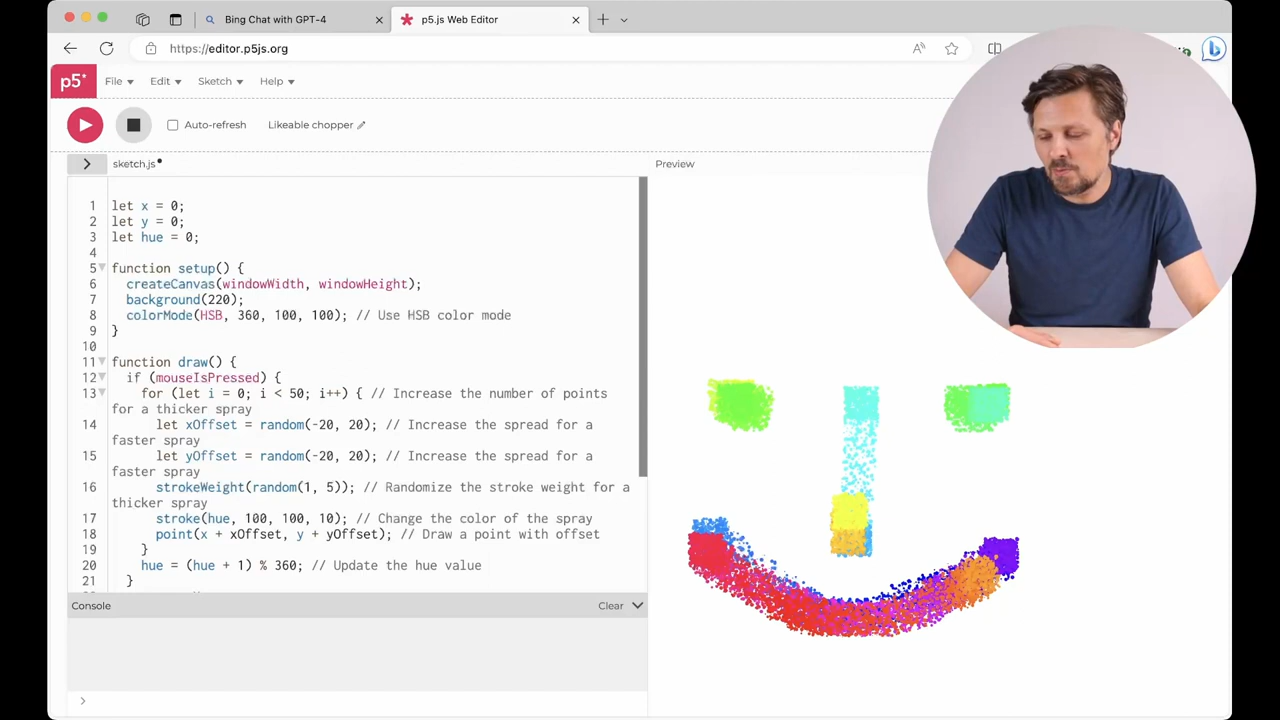 Bing Chat with GPT-4
p5.js Web Editor
https://editor.p5js.org
p5*
File
Edit
Sketch
Help
Auto-refresh
Likeable chopper
sketch.js
Preview
1 let x = 0;
2 let y = 0;
3 let hue = 0;
4
5 function setup() {
6 createCanvas(windowWidth, windowHeight);
7 background(220);
8 colorMode(HSB, 360, 100, 100); // Use HSB color mode
9 }
10
11 function draw() {
12 if (mouseIsPressed) {
13 for (let i = 0; i < 50; i++) { // Increase the number of points
for a thicker spray
14 let xOffset = random(-20, 20); // Increase the spread for a
faster spray
15 let yOffset = random(-20, 20); // Increase the spread for a
faster spray
16 strokeWeight(random(1, 5)); // Randomize the stroke weight for a
thicker spray
17 stroke(hue, 100, 100, 10); // Change the color of the spray
18 point(x + xOffset, y + yOffset); // Draw a point with offset
19 }
20 hue = (hue + 1) % 360; // Update the hue value
21 }
Console
Clear